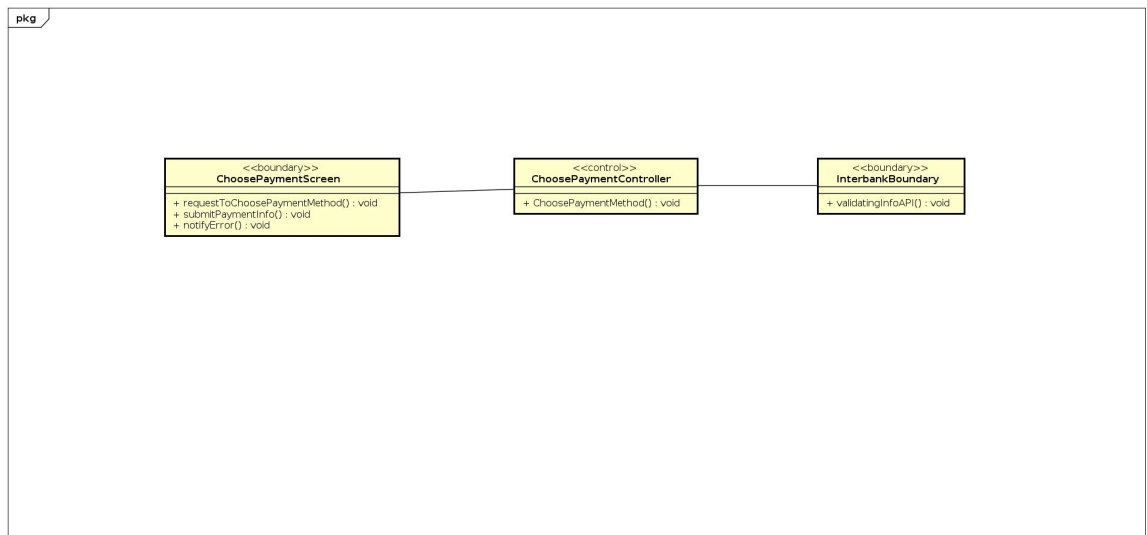 pkg
<<boundary>>
ChoosePaymentScreen
+ requestToChoosePaymentMethod() : void
+ submitPaymentInfo() : void
+ notifyError() : void
<<control>>
ChoosePaymentController
+ ChoosePaymentMethod() : void
<<boundary>>
InterbankBoundary
+ validatingInfoAPI() : void